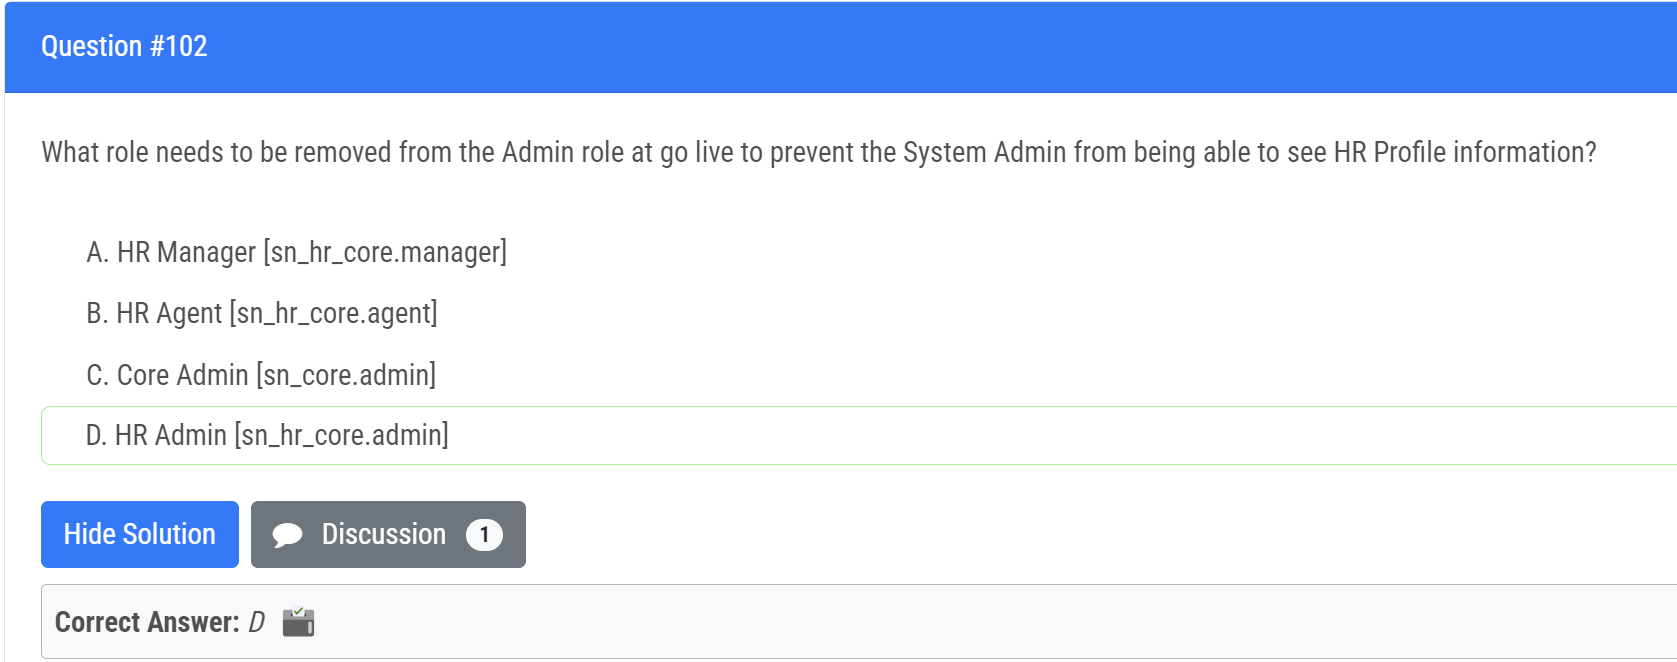 Question #102
What role needs to be removed from the Admin role at go live to prevent the System Admin from being able to see HR Profile information?
A. HR Manager [sn_hr_core.manager]
B. HR Agent [sn_hr_core.agent]
C. Core Admin [sn_core.admin]
D. HR Admin [sn_hr_core.admin]
Hide Solution Discussion 1
Correct Answer: D